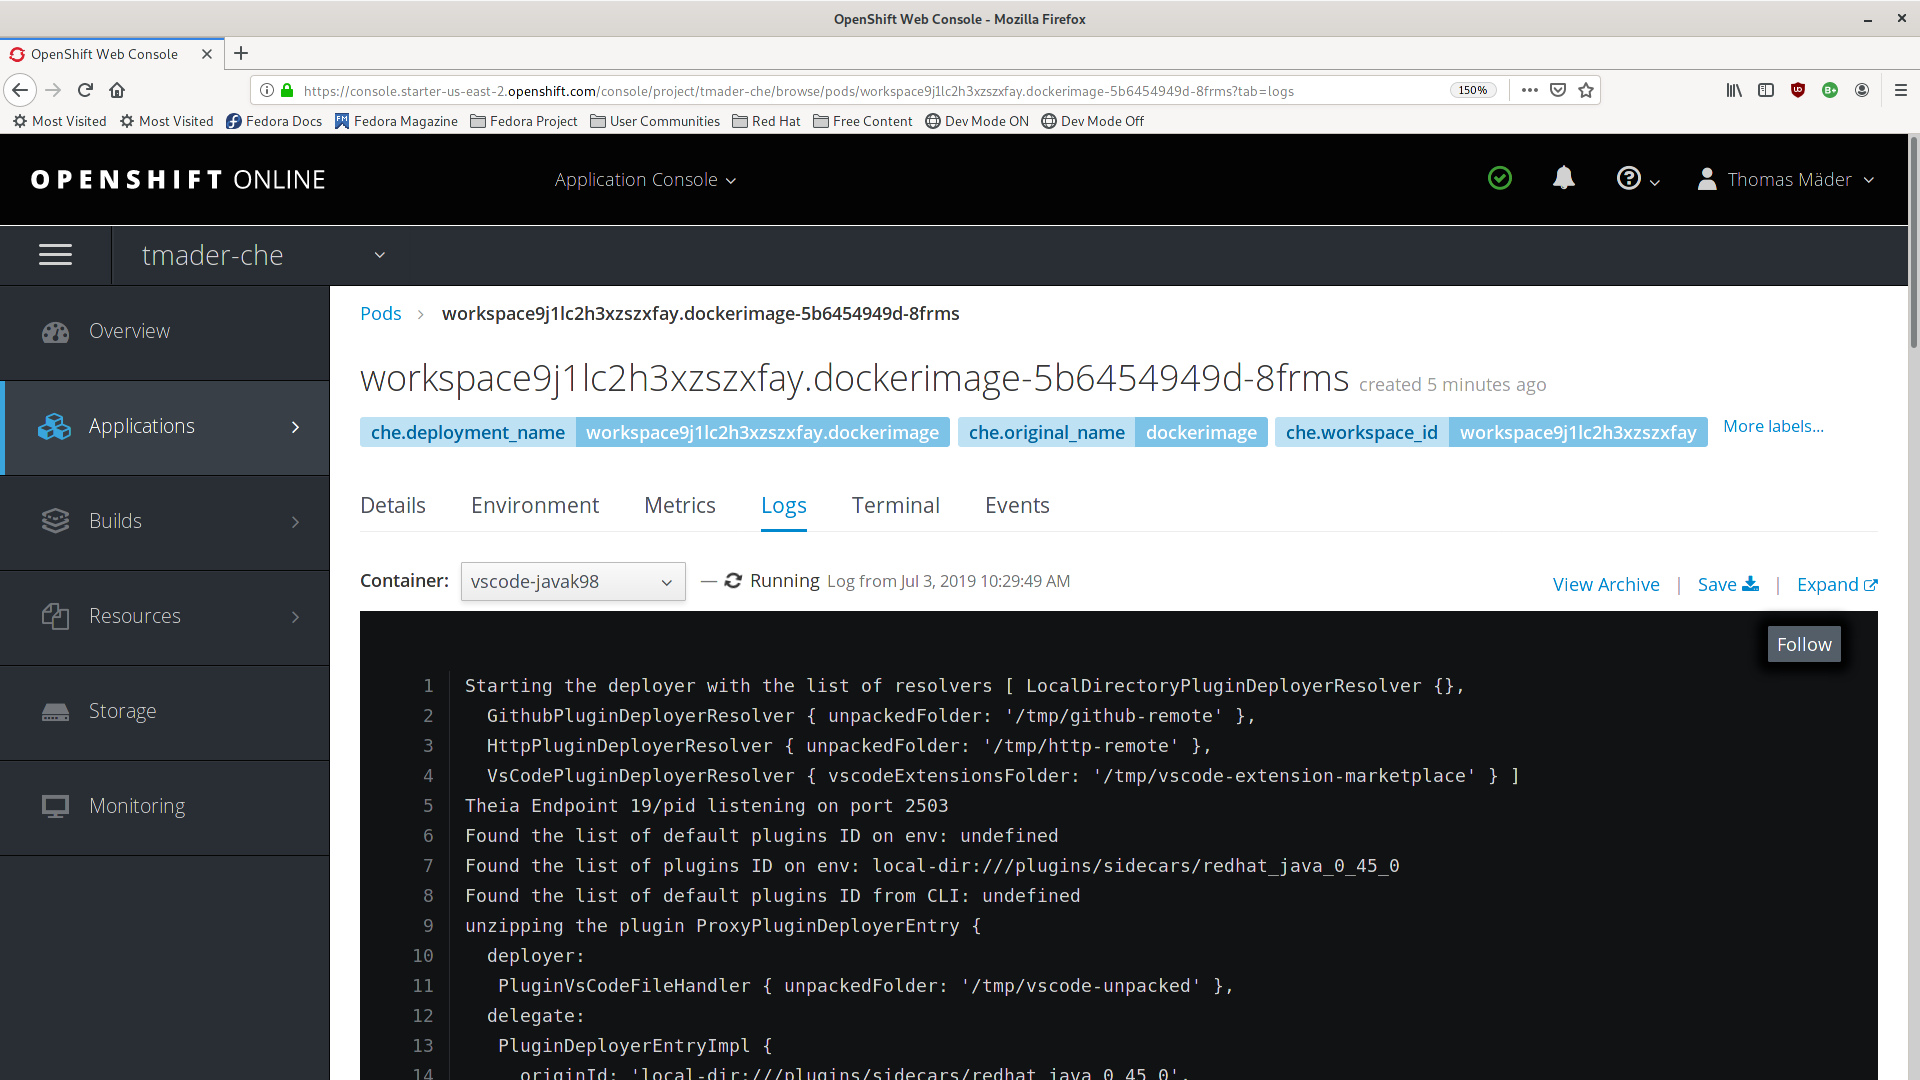 OpenShift Web Console - Mozilla Firefox
OpenShift Web Console
https://console.starter-us-east-2.openshift.com/console/project/tmader-che/browse/pods/workspace9j1lc2h3xzszxfay.dockerimage-5b6454949d-8frms?tab=logs 150%
Most Visited Most Visited Fedora Docs Fedora Magazine Fedora Project User Communities Red Hat Free Content Dev Mode ON Dev Mode Off
OPENSHIFT ONLINE Application Console Thomas Mäder
tmader-che
Overview
Applications
Builds
Resources
Storage
Monitoring
Pods workspace9j1lc2h3xzszxfay.dockerimage-5b6454949d-8frms
workspace9j1lc2h3xzszxfay.dockerimage-5b6454949d-8frms created 5 minutes ago
che.deployment_name workspace9j1lc2h3xzszxfay.dockerimage che.original_name dockerimage che.workspace_id workspace9j1lc2h3xzszxfay More labels...
Details Environment Metrics Logs Terminal Events
Container: vscode-javak98 — Running Log from Jul 3, 2019 10:29:49 AM View Archive | Save | Expand
Follow
1 Starting the deployer with the list of resolvers [ LocalDirectoryPluginDeployerResolver {},
2 GithubPluginDeployerResolver { unpackedFolder: '/tmp/github-remote' },
3 HttpPluginDeployerResolver { unpackedFolder: '/tmp/http-remote' },
4 VsCodePluginDeployerResolver { vscodeExtensionsFolder: '/tmp/vscode-extension-marketplace' } ]
5 Theia Endpoint 19/pid listening on port 2503
6 Found the list of default plugins ID on env: undefined
7 Found the list of plugins ID on env: local-dir:///plugins/sidecars/redhat_java_0_45_0
8 Found the list of default plugins ID from CLI: undefined
9 unzipping the plugin ProxyPluginDeployerEntry {
10 deployer:
11 PluginVsCodeFileHandler { unpackedFolder: '/tmp/vscode-unpacked' },
12 delegate:
13 PluginDeployerEntryImpl {
14 originId: 'local-dir:///plugins/sidecars/redhat_java_0_45_0',